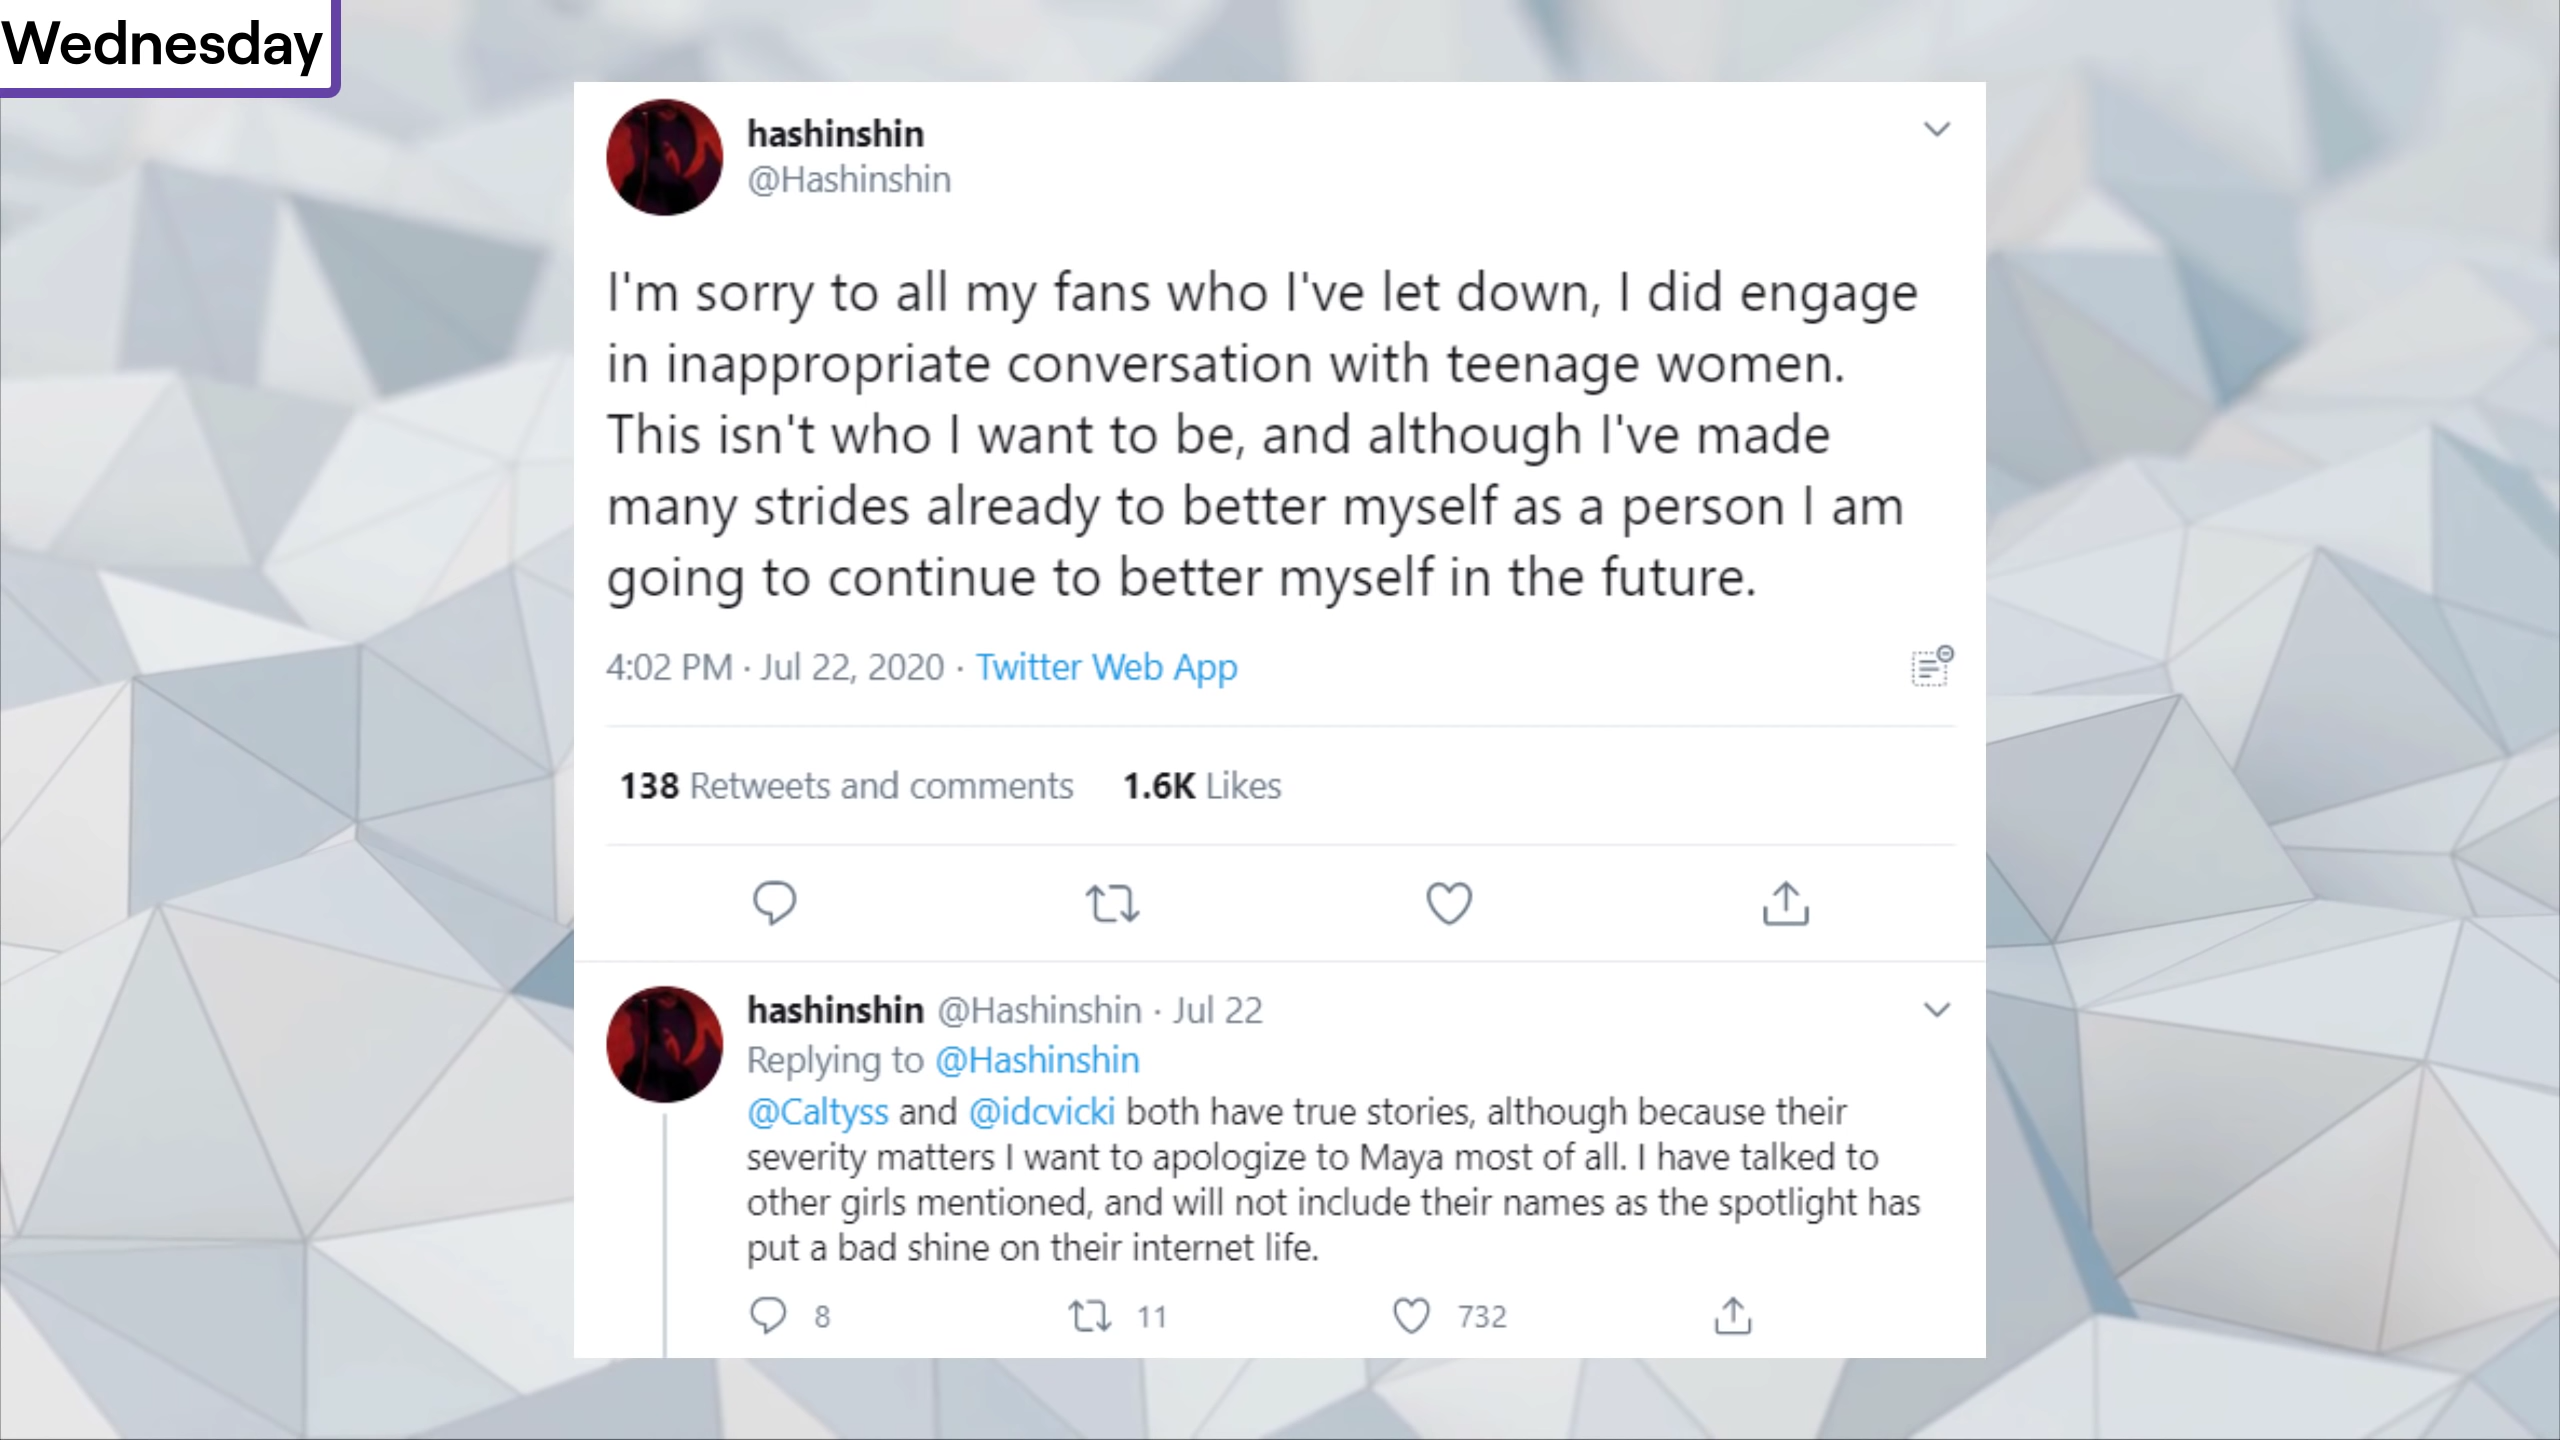 Wednesday
hashinshin
@Hashinshin
I'm sorry to all my fans who I've let down, I did engage
in inappropriate conversation with teenage women.
This isn't who I want to be, and although I've made
many strides already to better myself as a person I am
going to continue to better myself in the future.
4:02 PM · Jul 22, 2020 · Twitter Web App
138 Retweets and comments 1.6K Likes
hashinshin @Hashinshin · Jul 22
Replying to @Hashinshin
@Caltyss and @idcvicki both have true stories, although because their
severity matters I want to apologize to Maya most of all. I have talked to
other girls mentioned, and will not include their names as the spotlight has
put a bad shine on their internet life.
8 11 732